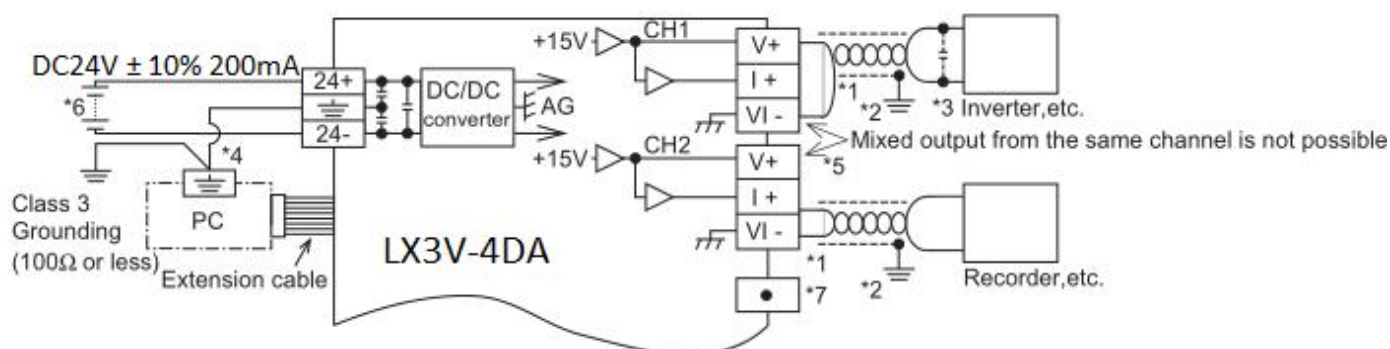 DC24V ± 10% 200mA
*6
24+
24-
*4
Class 3
Grounding
(100Ω or less)
PC
Extension cable
DC/DC
converter
AG
LX3V-4DA
+15V
CH1
V+
I +
VI -
*1
*2
*3 Inverter,etc.
Mixed output from the same channel is not possible
*5
+15V
CH2
V+
I +
VI -
*1
*2
Recorder,etc.
*7